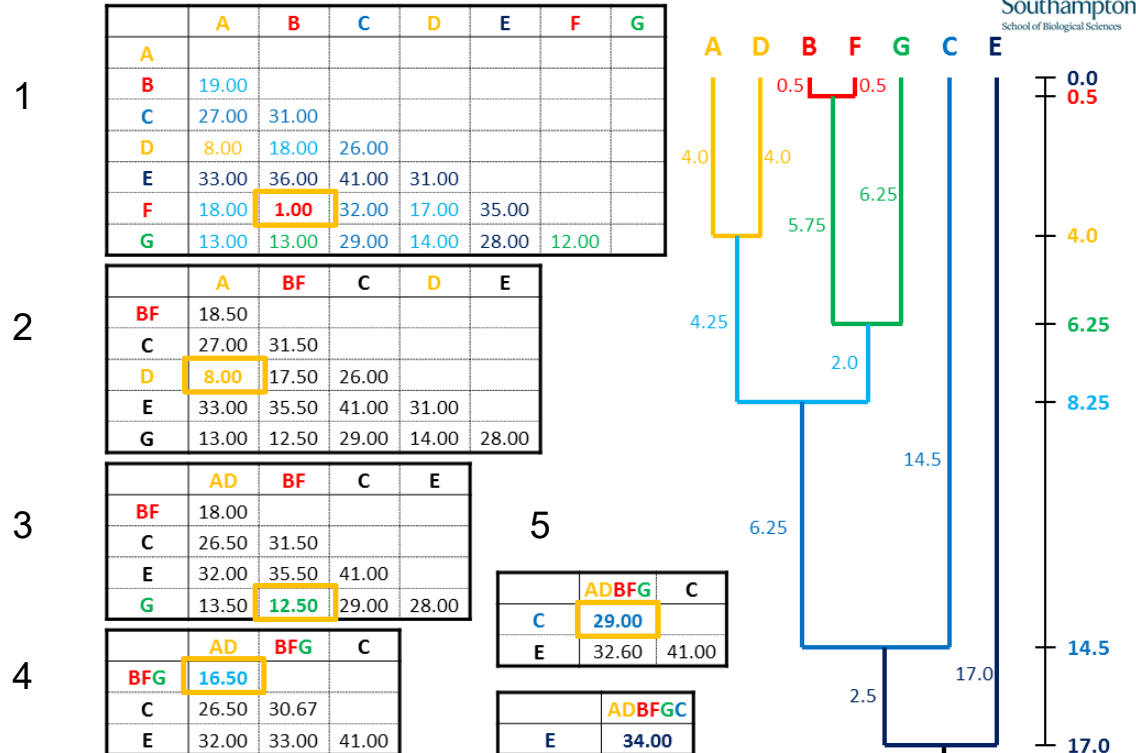 Southampton
School of Biological Sciences
1
A B C D E F G
A
B 19.00
C 27.00 31.00
D 8.00 18.00 26.00
E 33.00 36.00 41.00 31.00
F 18.00 1.00 32.00 17.00 35.00
G 13.00 13.00 29.00 14.00 28.00 12.00
2
A BF C D E
BF 18.50
C 27.00 31.50
D 8.00 17.50 26.00
E 33.00 35.50 41.00 31.00
G 13.00 12.50 29.00 14.00 28.00
3
AD BF C E
BF 18.00
C 26.50 31.50
E 32.00 35.50 41.00
G 13.50 12.50 29.00 28.00
4
AD BFG C
BFG 16.50
C 26.50 30.67
E 32.00 33.00 41.00
5
ADBFG C
C 29.00
E 32.60 41.00
ADBFGC
E 34.00
A D B F G C E
0.5 0.5
4.0 4.0
6.25
5.75
4.25
2.0
14.5
6.25
17.0
2.5
0.0
0.5
4.0
6.25
8.25
14.5
17.0